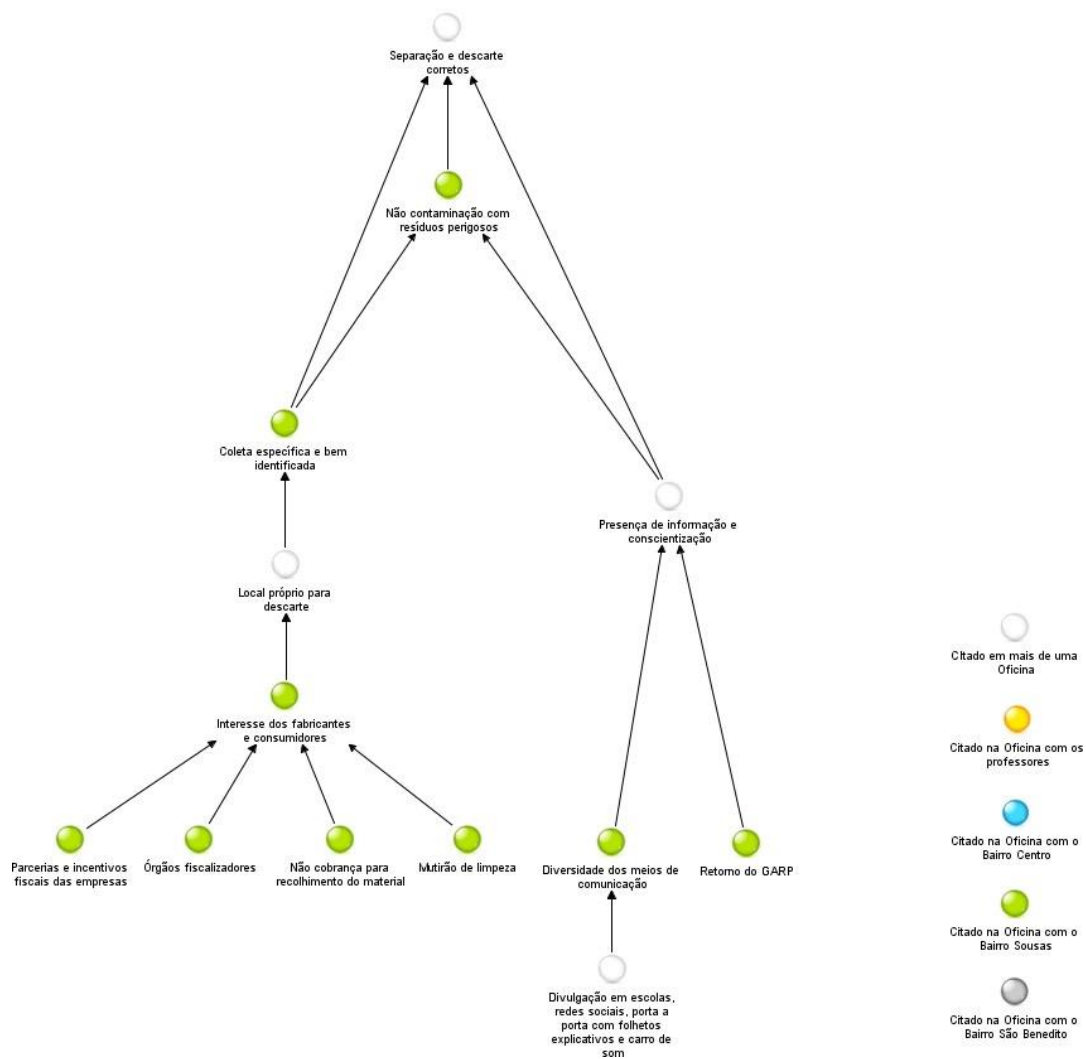 Separação e descarte
corretos
Não contaminação com
resíduos perigosos
Coleta específica e bem
identificada
Presença de informação e
conscientização
Local próprio para
descarte
Interesse dos fabricantes
e consumidores
Parcerias e incentivos
fiscais das empresas
Órgãos fiscalizadores
Não cobrança para
recolhimento do material
Mutirão de limpeza
Diversidade dos meios de
comunicação
Retorno do GARP
Divulgação em escolas,
redes sociais, porta a
porta com folhetos
explicativos e carro de
som
CItado em mais de uma
Oficina
Citado na Oficina com os
professores
Citado na Oficina com o
Bairro Centro
Citado na Oficina com o
Bairro Sousas
Citado na Oficina com o
Bairro São Benedito